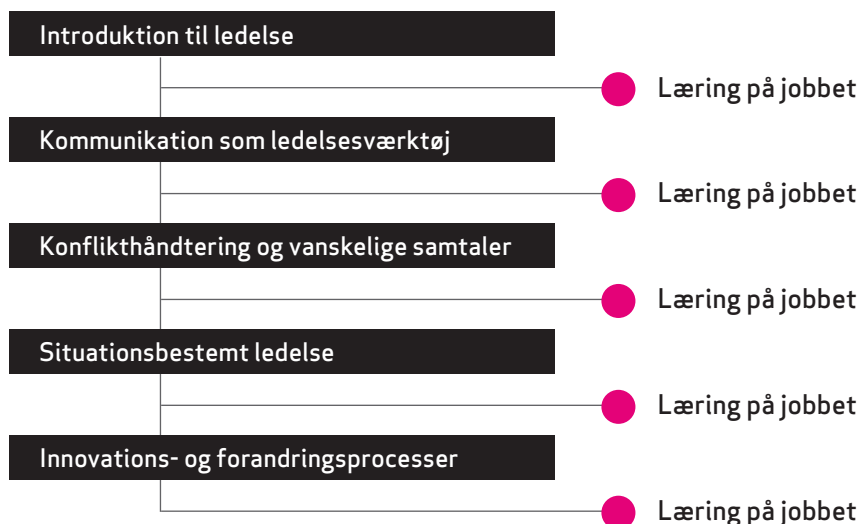 Introduktion til ledelse
Læring på jobbet
Kommunikation som ledelsesværktøj
Læring på jobbet
Konflikthåndtering og vanskelige samtaler
Læring på jobbet
Situationsbestemt ledelse
Læring på jobbet
Innovations- og forandringsprocesser
Læring på jobbet